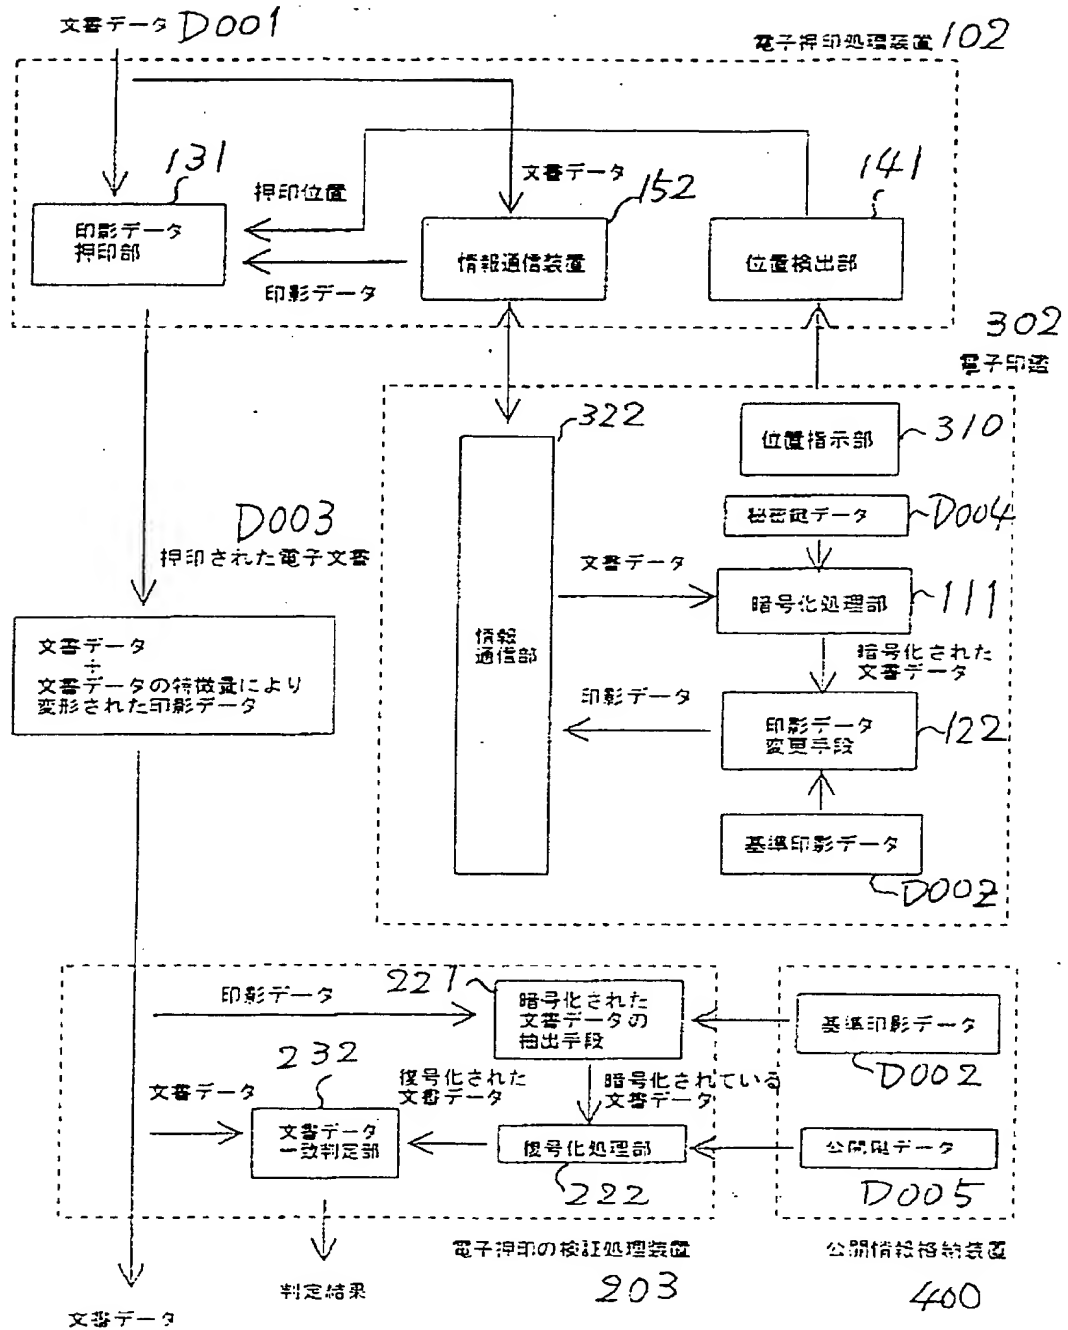 文書データ D001
電子押印処理装置 102
131
文書データ
152
141
押印位置
印影データ
押印部
情報通信装置
位置検出部
印影データ
302
電子印鑑
322
位置指示部
310
D003
押印された電子文書
秘密鍵データ
D004
文書データ
暗号化処理部
111
情報
通信部
暗号化された
文書データ
文書データ
+
文書データの特徴量により
変形された印影データ
印影データ
印影データ
変更手段
122
基準印影データ
D002
221
印影データ
暗号化された
文書データの
抽出手段
基準印影データ
D002
232
文書データ
復号化された
文書データ
暗号化されている
文書データ
文書データ
一致判定部
復号化処理部
222
公開鍵データ
D005
電子押印の検証処理装置
203
公開情報格納装置
400
判定結果
文書データ